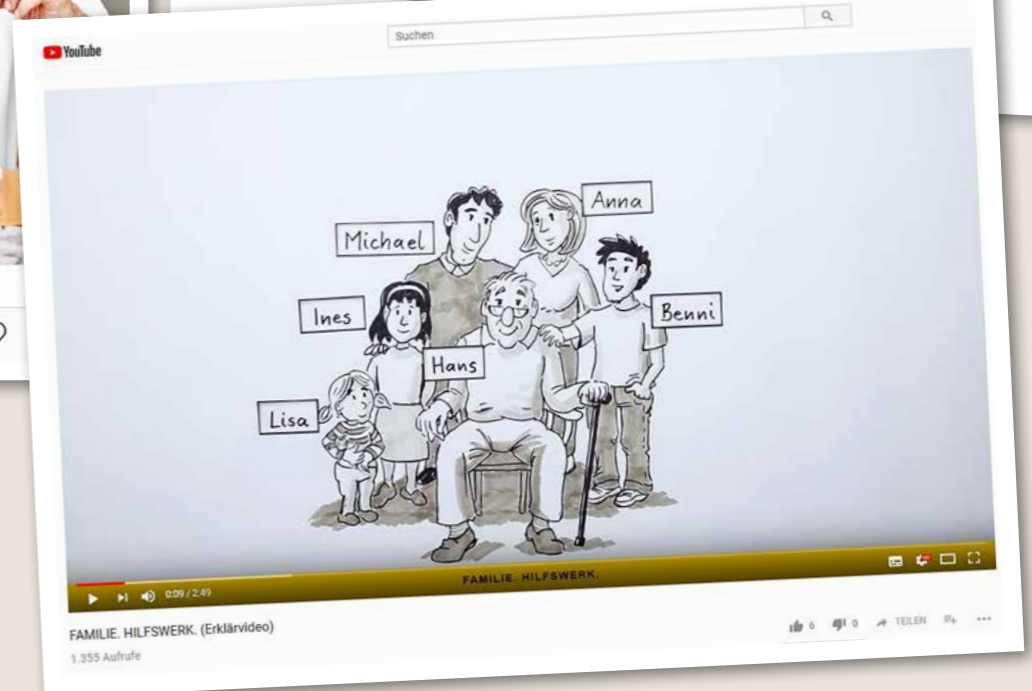 YouTube
Suchen
Anna
Michael
Ines
Benni
Hans
Lisa
FAMILIE. HILFSWERK.
0:09 / 2:49
FAMILIE. HILFSWERK. (Erklärvideo)
6 0 TEILEN
1.355 Aufrufe